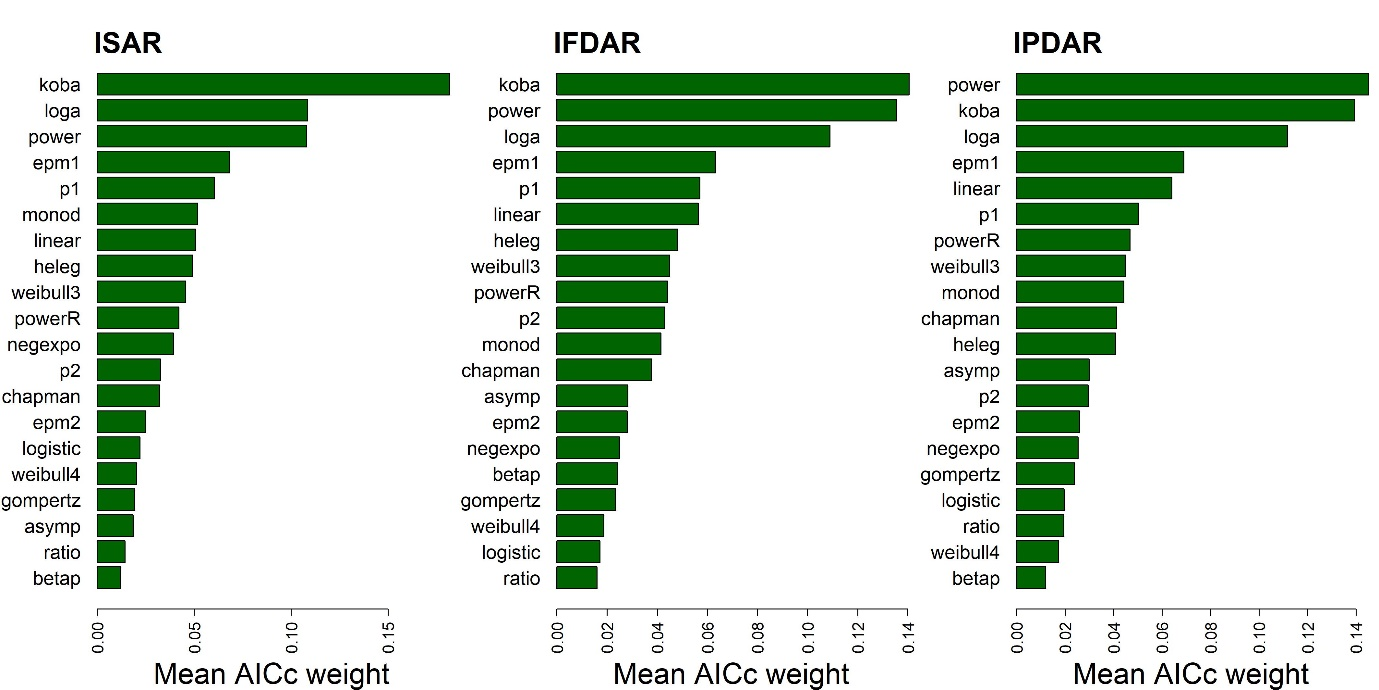 ISAR
koba
loga
power
epm1
p1
monod
linear
heleg
weibull3
powerR
negexpo
p2
chapman
epm2
logistic
weibull4
gompertz
asymp
ratio
betap
0.00
0.05
0.10
0.15
Mean AICc weight
IFDAR
koba
power
loga
epm1
p1
linear
heleg
weibull3
powerR
p2
monod
chapman
asymp
epm2
negexpo
betap
gompertz
weibull4
logistic
ratio
0.00
0.02
0.04
0.06
0.08
0.10
0.12
0.14
Mean AICc weight
IPDAR
power
koba
loga
epm1
linear
p1
powerR
weibull3
monod
chapman
heleg
asymp
p2
epm2
negexpo
gompertz
logistic
ratio
weibull4
betap
0.00
0.02
0.04
0.06
0.08
0.10
0.12
0.14
Mean AICc weight